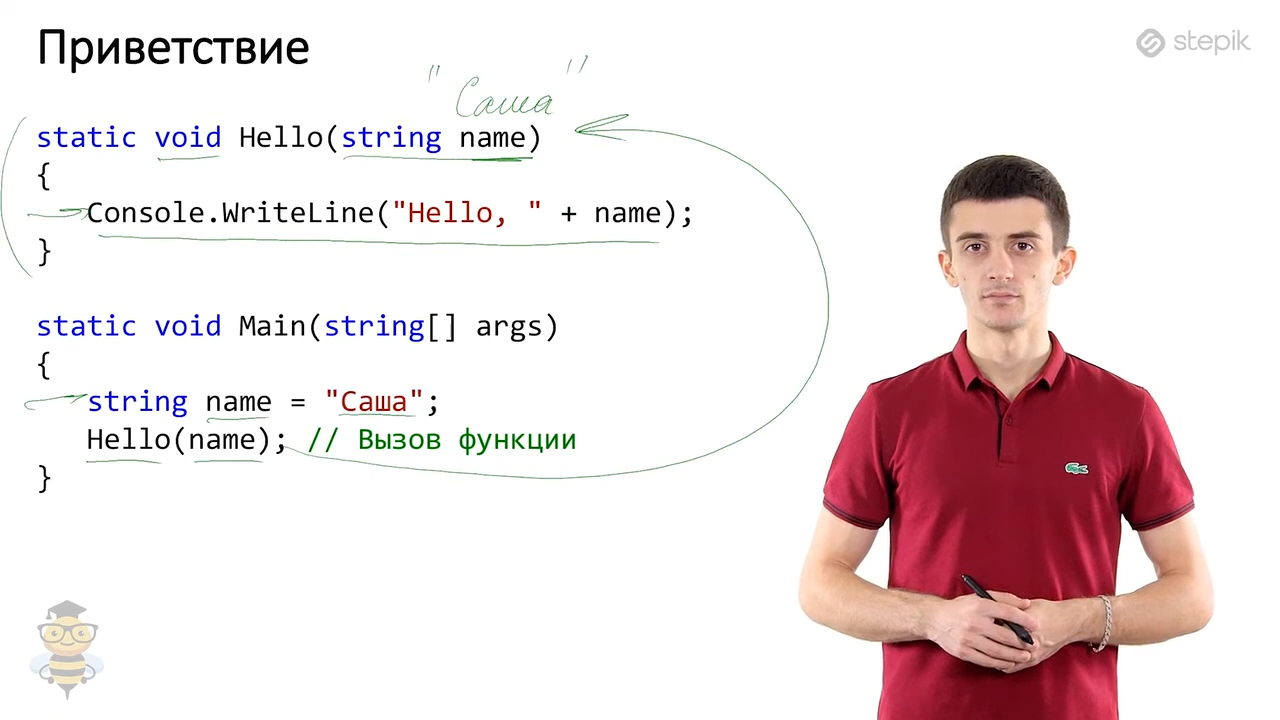 Приветствие
stepik
"Саша"
static void Hello(string name)
{
Console.WriteLine("Hello, " + name);
}
static void Main(string[] args)
{
string name = "Саша";
Hello(name); // Вызов функции
}